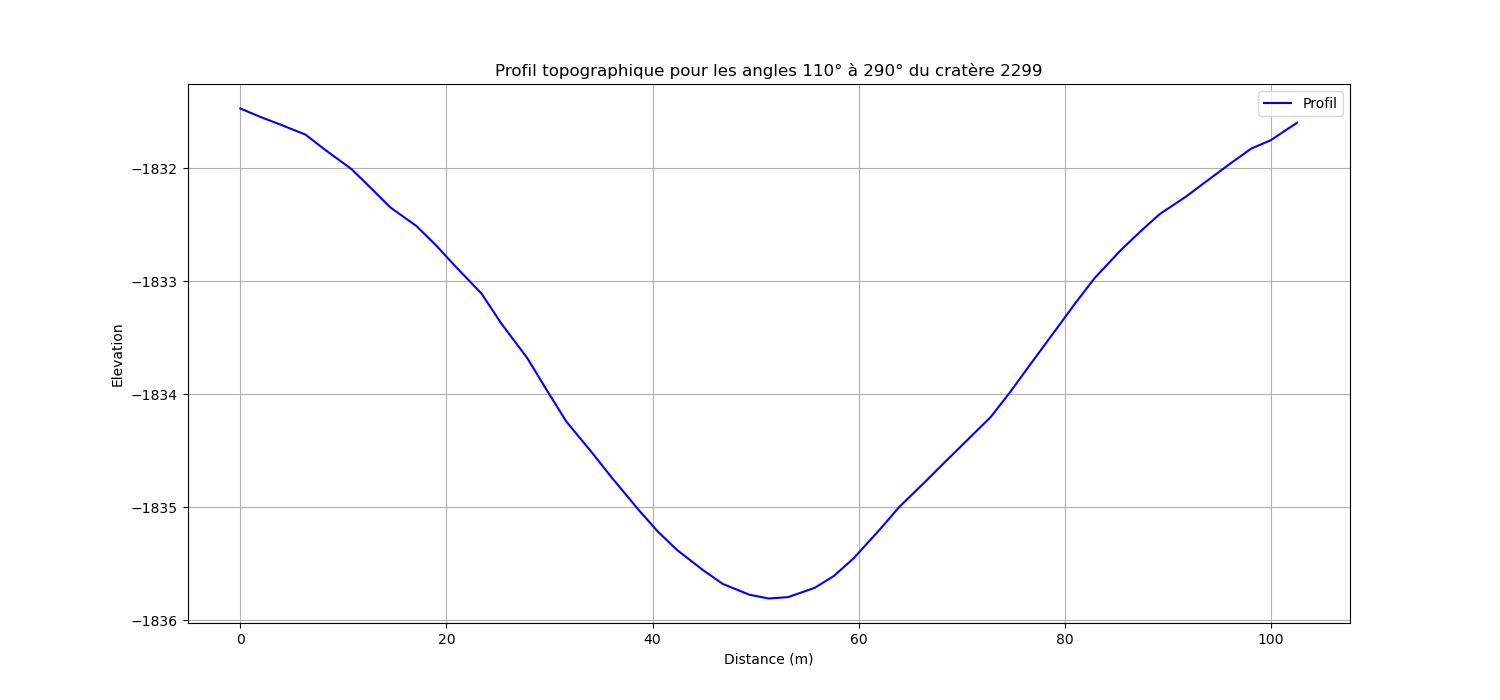 Profil topographique pour les angles 110° à 290° du cratère 2299
Profil
−1832
−1833
−1834
−1835
−1836
Elevation
0 20 40 60 80 100
Distance (m)